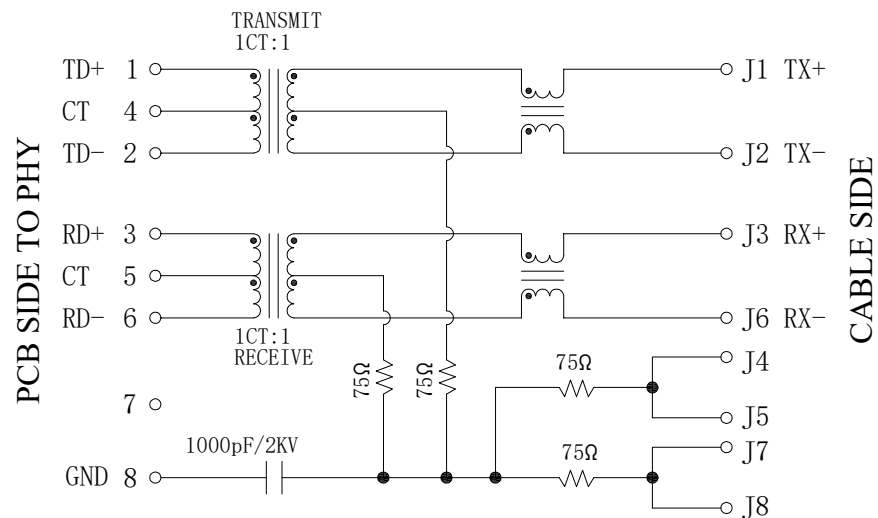 TRANSMIT
1CT:1
TD+ 1
CT 4
TD- 2
J1 TX+
J2 TX-
RD+ 3
CT 5
RD- 6
J3 RX+
J6 RX-
1CT:1
RECEIVE
PCB SIDE TO PHY
CABLE SIDE
75Ω
75Ω
75Ω
J4
J5
7
1000pF/2KV
75Ω
J7
GND 8
J8